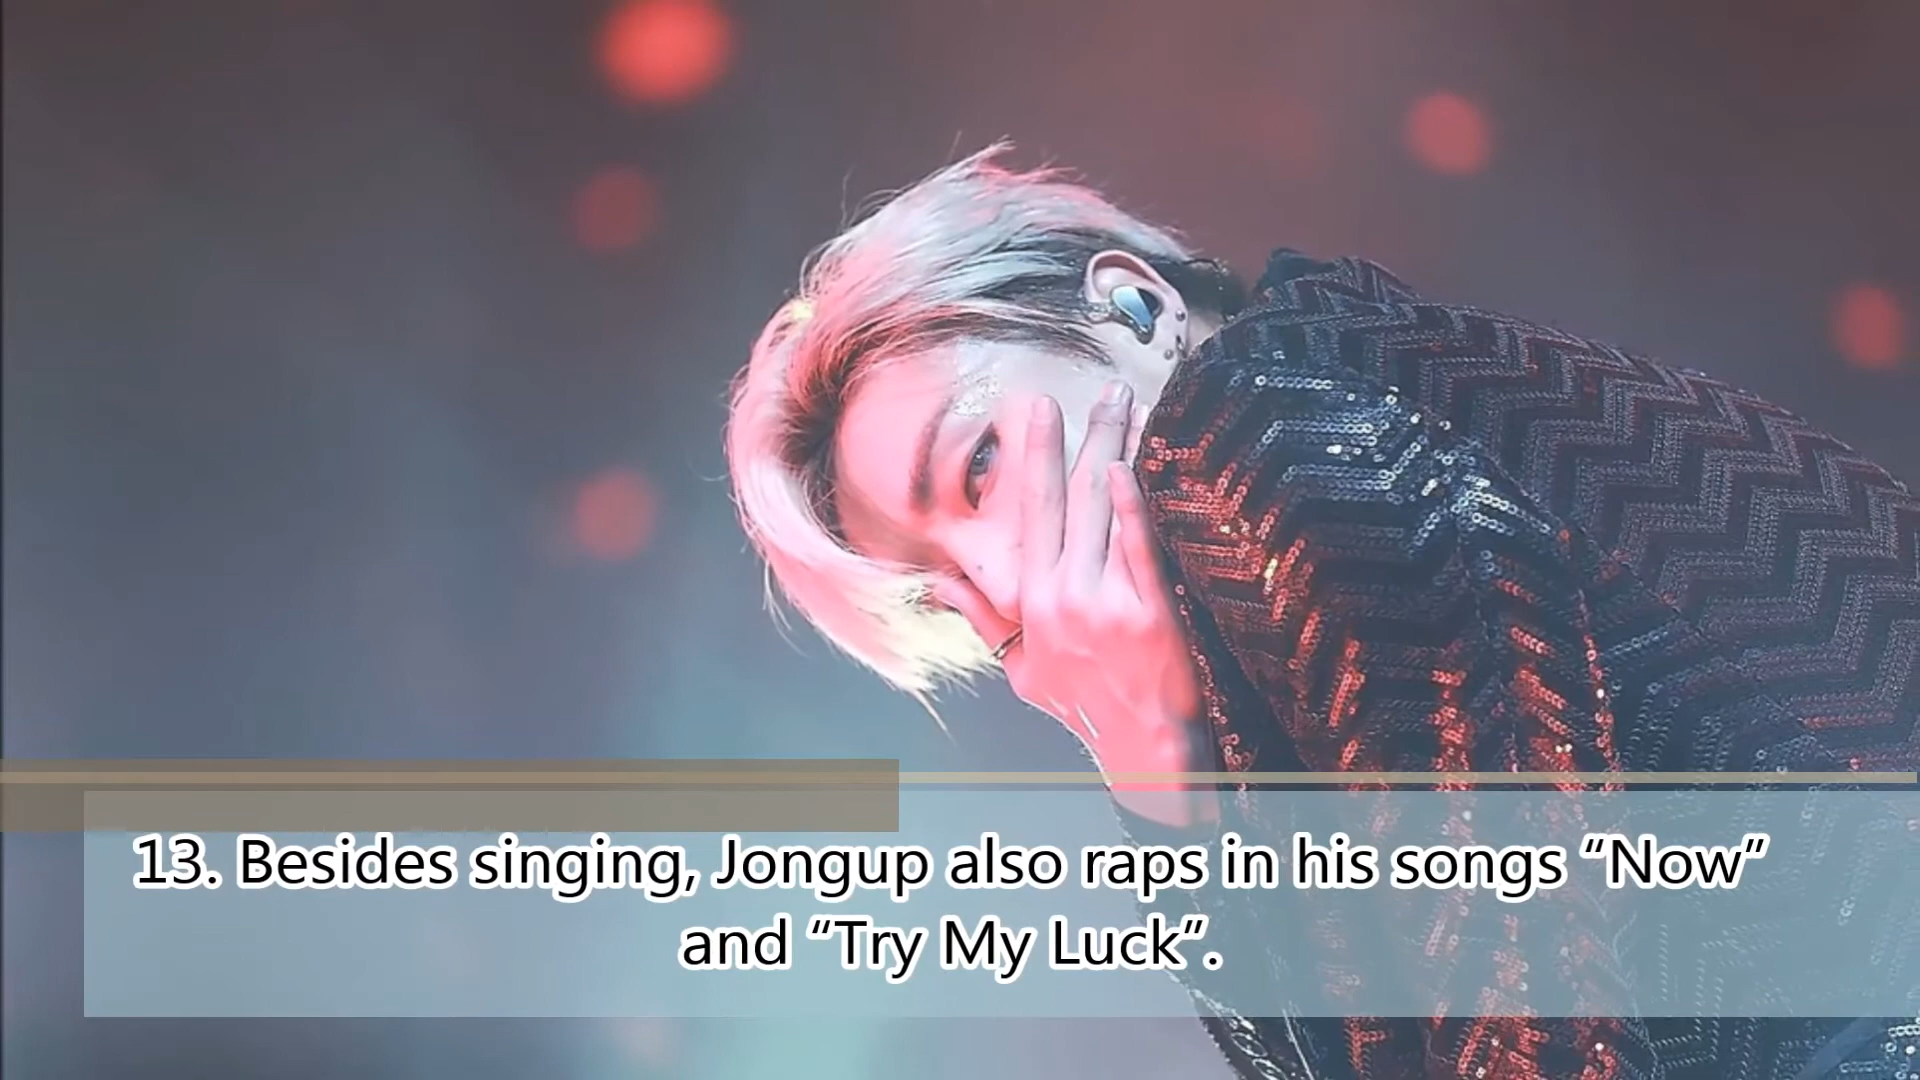 13. Besides singing, Jongup also raps in his songs “Now”
and “Try My Luck”.